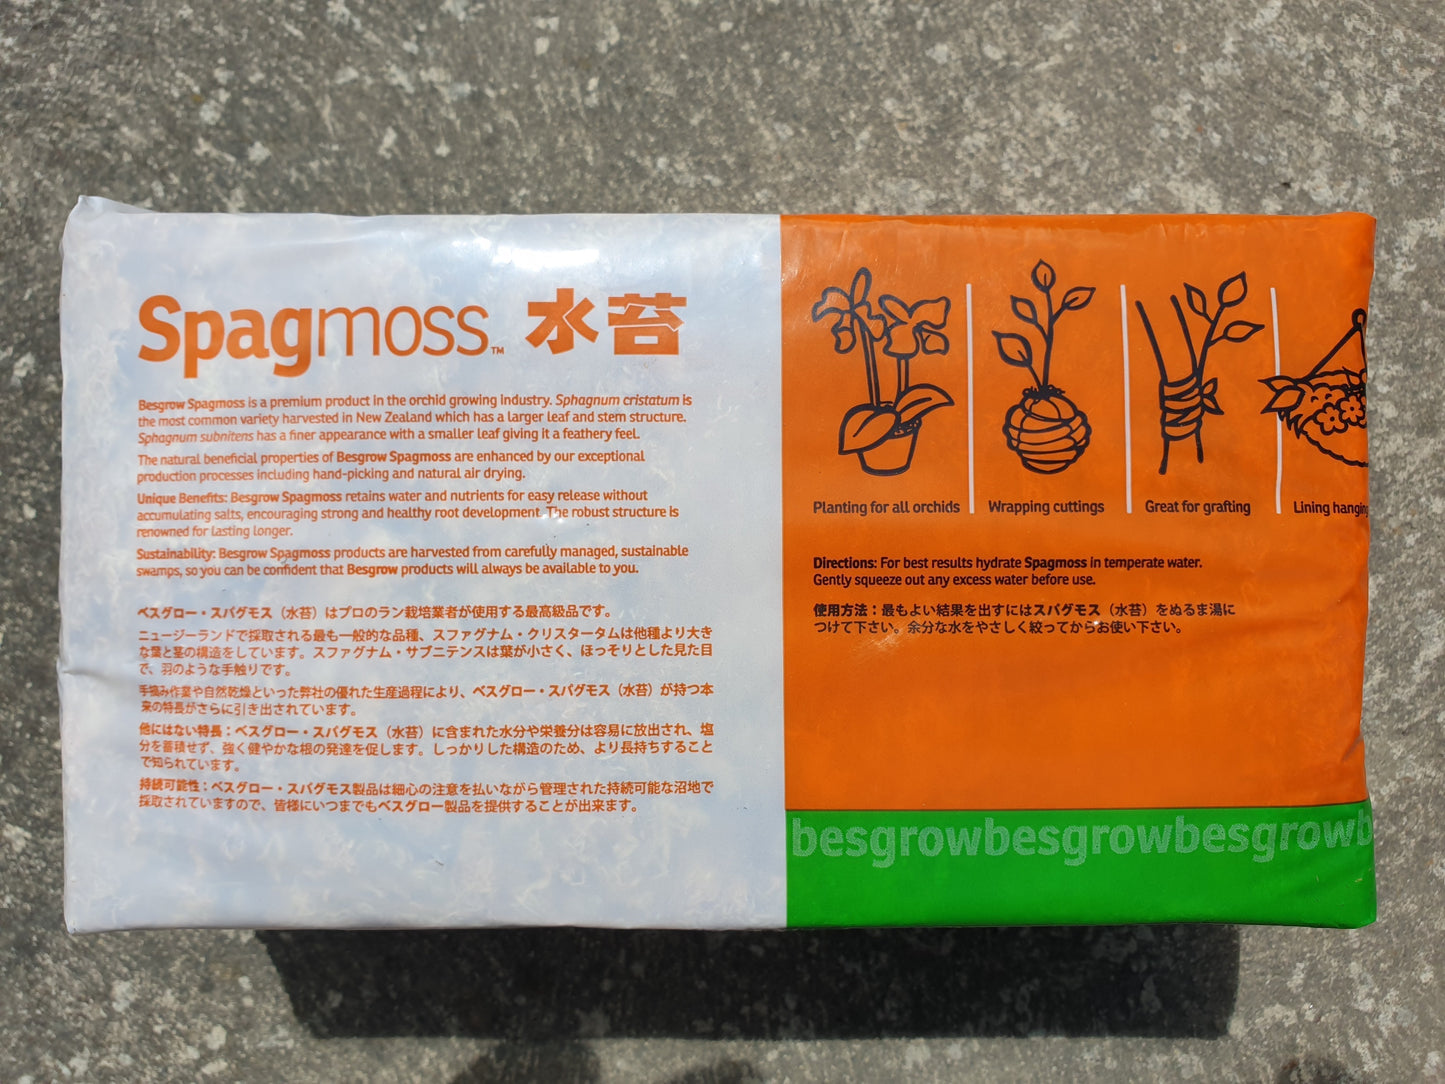 Spagmoss™ 水苔
Besgrow Spagmoss is a premium product in the orchid growing industry. Sphagnum cristatum is
the most common variety harvested in New Zealand which has a larger leaf and stem structure.
Sphagnum subnitens has a finer appearance with a smaller leaf giving it a feathery feel.
The natural beneficial properties of Besgrow Spagmoss are enhanced by our exceptional
production processes including hand-picking and natural air drying.
Unique Benefits: Besgrow Spagmoss retains water and nutrients for easy release without
accumulating salts, encouraging strong and healthy root development. The robust structure is
renowned for lasting longer.
Sustainability: Besgrow Spagmoss products are harvested from carefully managed, sustainable
swamps, so you can be confident that Besgrow products will always be available to you.
ベスグロー・スパグモス（水苔）はプロのラン栽培業者が使用する最高級品です。
ニュージーランドで採取される最も一般的な品種、スファグナム・クリスタータムは他種より大き
な葉と茎の構造をしています。スファグナム・サブニテンスは葉が小さく、ほっそりとした見た目
で、羽のような手触りです。
手摘み作業や自然乾燥といった弊社の優れた生産過程により、ベスグロー・スパグモス（水苔）が持つ本
来の特長がさらに引き出されています。
他にはない特長：ベスグロー・スパグモス（水苔）に含まれた水分や栄養分は容易に放出され、塩
分を蓄積せず、強く健やかな根の発達を促します。しっかりした構造のため、より長持ちすること
で知られています。
持続可能性：ベスグロー・スパグモス製品は細心の注意を払いながら管理された持続可能な沼地で
採取されていますので、皆様にいつまでもベスグロー製品を提供することが出来ます。
Planting for all orchids
Wrapping cuttings
Great for grafting
Lining hanging
Directions: For best results hydrate Spagmoss in temperate water.
Gently squeeze out any excess water before use.
使用方法：最もよい結果を出すにはスパグモス（水苔）をぬるま湯に
つけて下さい。余分な水をやさしく絞ってからお使い下さい。
besgrowbesgrowbesgrowb